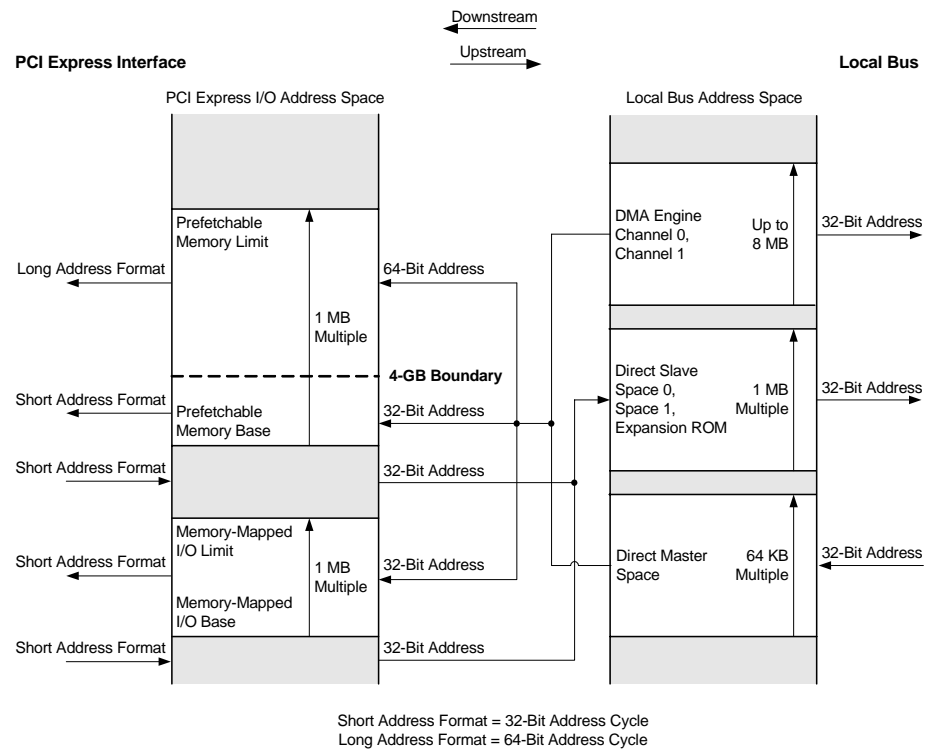 Downstream
Upstream
PCI Express Interface
Local Bus
PCI Express I/O Address Space
Local Bus Address Space
Prefetchable
Memory Limit
DMA Engine
Channel 0,
Channel 1
Up to
8 MB
32-Bit Address
Long Address Format
64-Bit Address
1 MB
Multiple
4-GB Boundary
Direct Slave
Space 0,
Space 1,
Expansion ROM
1 MB
Multiple
32-Bit Address
Short Address Format
Prefetchable
Memory Base
32-Bit Address
Short Address Format
32-Bit Address
Memory-Mapped
I/O Limit
Short Address Format
1 MB
Multiple
32-Bit Address
Direct Master
Space
64 KB
Multiple
32-Bit Address
Memory-Mapped
I/O Base
Short Address Format
32-Bit Address
Short Address Format = 32-Bit Address Cycle
Long Address Format = 64-Bit Address Cycle